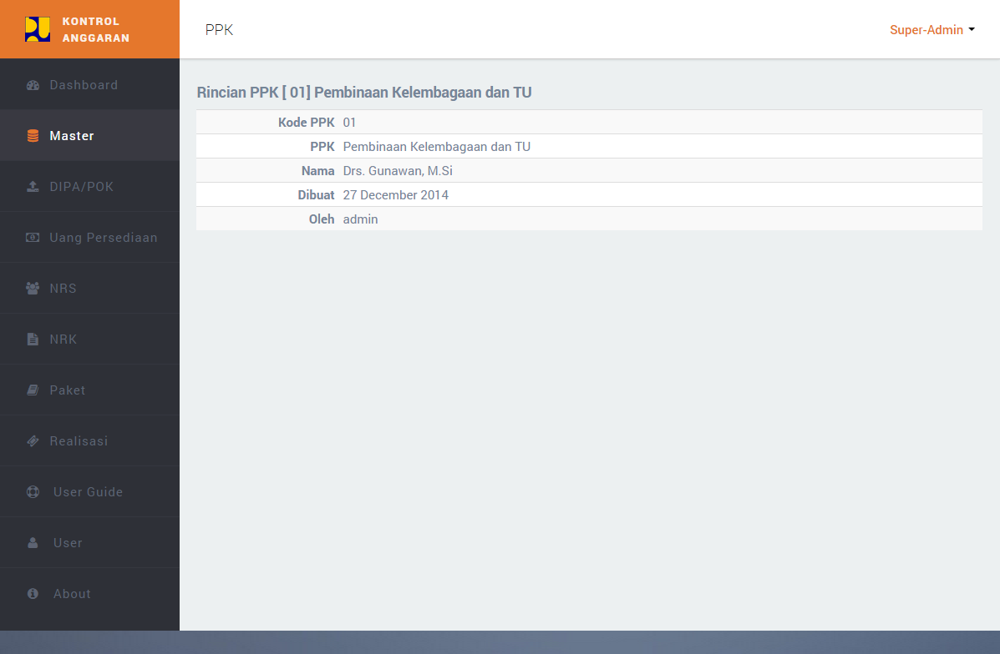 KONTROL
ANGGARAN
PPK
Super-Admin
Dashboard
Master
DIPA/POK
Uang Persediaan
NRS
NRK
Paket
Realisasi
User Guide
User
About
Rincian PPK [ 01] Pembinaan Kelembagaan dan TU
Kode PPK 01
PPK Pembinaan Kelembagaan dan TU
Nama Drs. Gunawan, M.Si
Dibuat 27 December 2014
Oleh admin